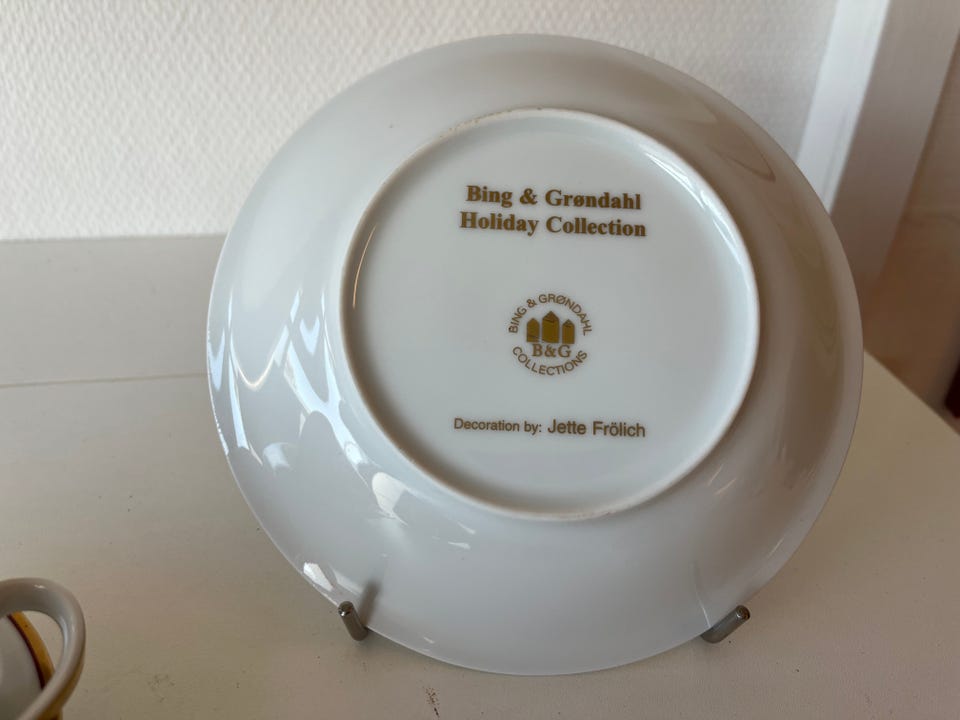 Bing & Grøndahl
Holiday Collection
BING & GRØNDAHL
B&G
COLLECTIONS
Decoration by: Jette Frölich